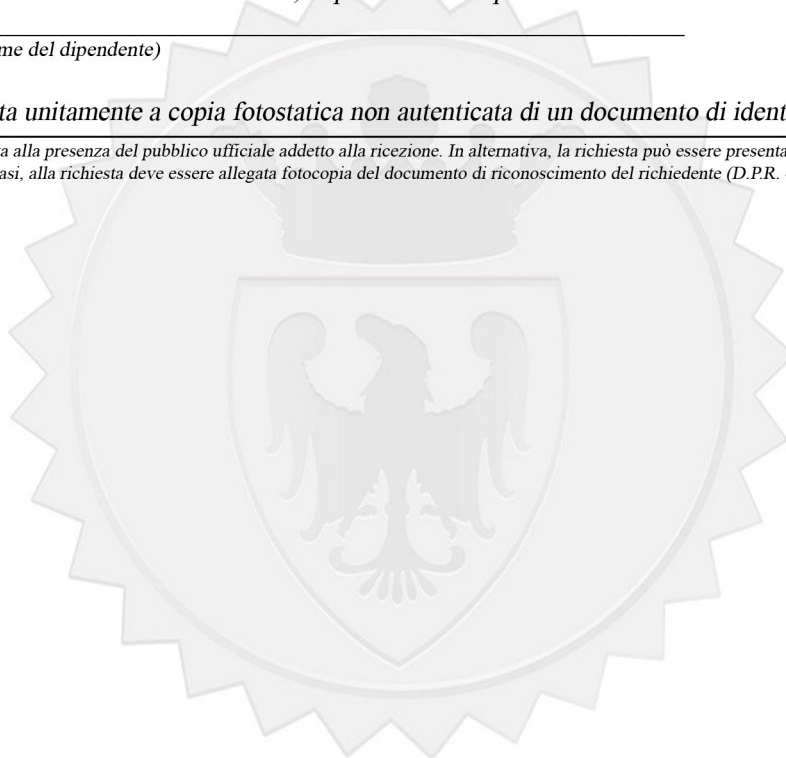 me del dipendente)
ta unitamente a copia fotostatica non autenticata di un documento di ident
a alla presenza del pubblico ufficiale addetto alla ricezione. In alternativa, la richiesta può essere presenta
asi, alla richiesta deve essere allegata fotocopia del documento di riconoscimento del richiedente (D.P.R.